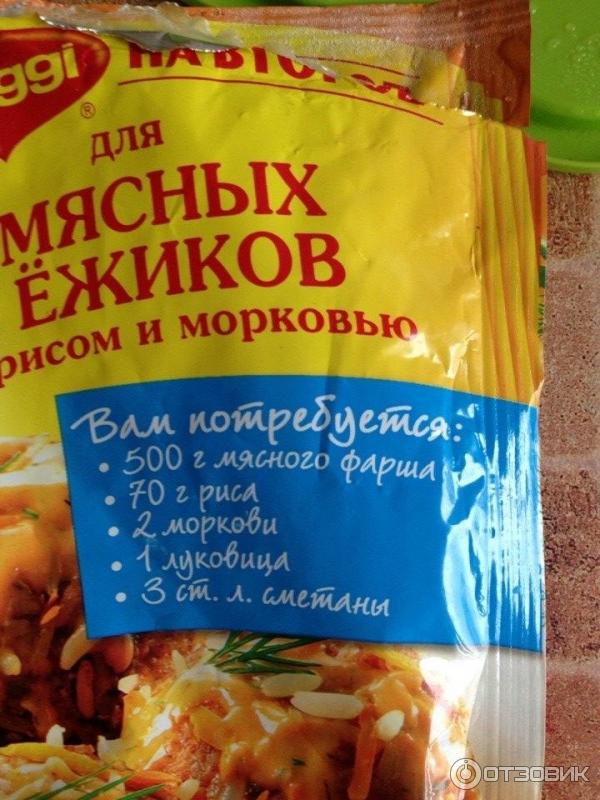 ggi
НА ВТОРОЕ
®
для
МЯСНЫХ
ЁЖИКОВ
рисом и морковью
Вам потребуется:
• 500 г мясного фарша
• 70 г риса
• 2 моркови
• 1 луковица
• 3 ст. л. сметаны
ОТЗОВИК